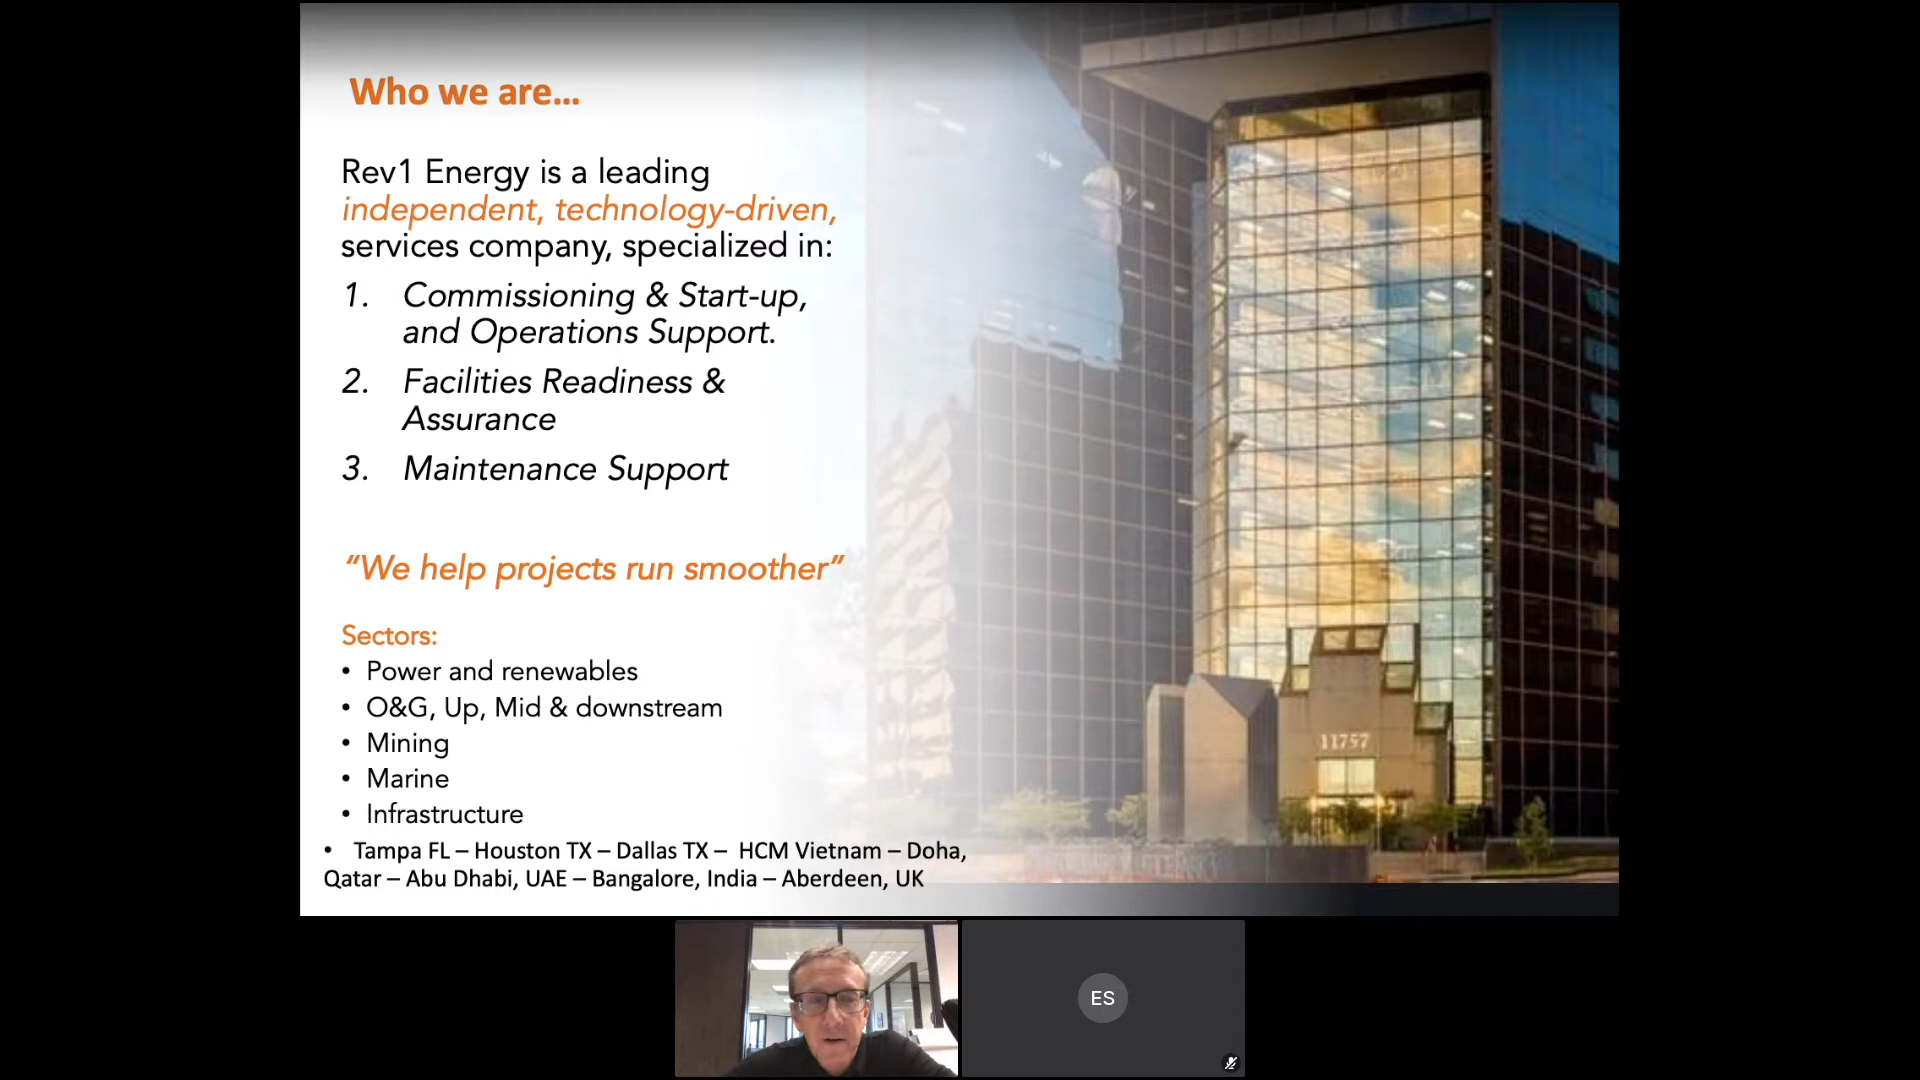 Who we are...
Rev1 Energy is a leading
independent, technology-driven,
services company, specialized in:
1. Commissioning & Start-up,
and Operations Support.
2. Facilities Readiness &
Assurance
3. Maintenance Support
“We help projects run smoother”
Sectors:
• Power and renewables
• O&G, Up, Mid & downstream
• Mining
• Marine
• Infrastructure
• Tampa FL – Houston TX – Dallas TX – HCM Vietnam – Doha,
Qatar – Abu Dhabi, UAE – Bangalore, India – Aberdeen, UK
11757
ES